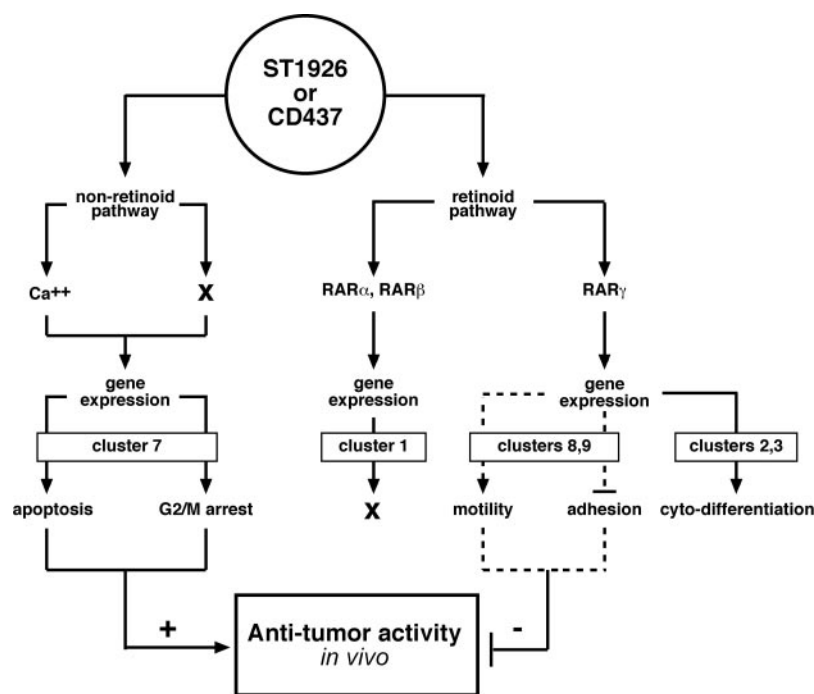 ST1926
or
CD437
non-retinoid
pathway
retinoid
pathway
Ca++
X
RARα, RARβ
RARγ
gene
expression
gene
expression
gene
expression
cluster 7
cluster 1
clusters 8,9
clusters 2,3
apoptosis
G2/M arrest
X
motility
adhesion
cyto-differentiation
+
Anti-tumor activity
in vivo
-